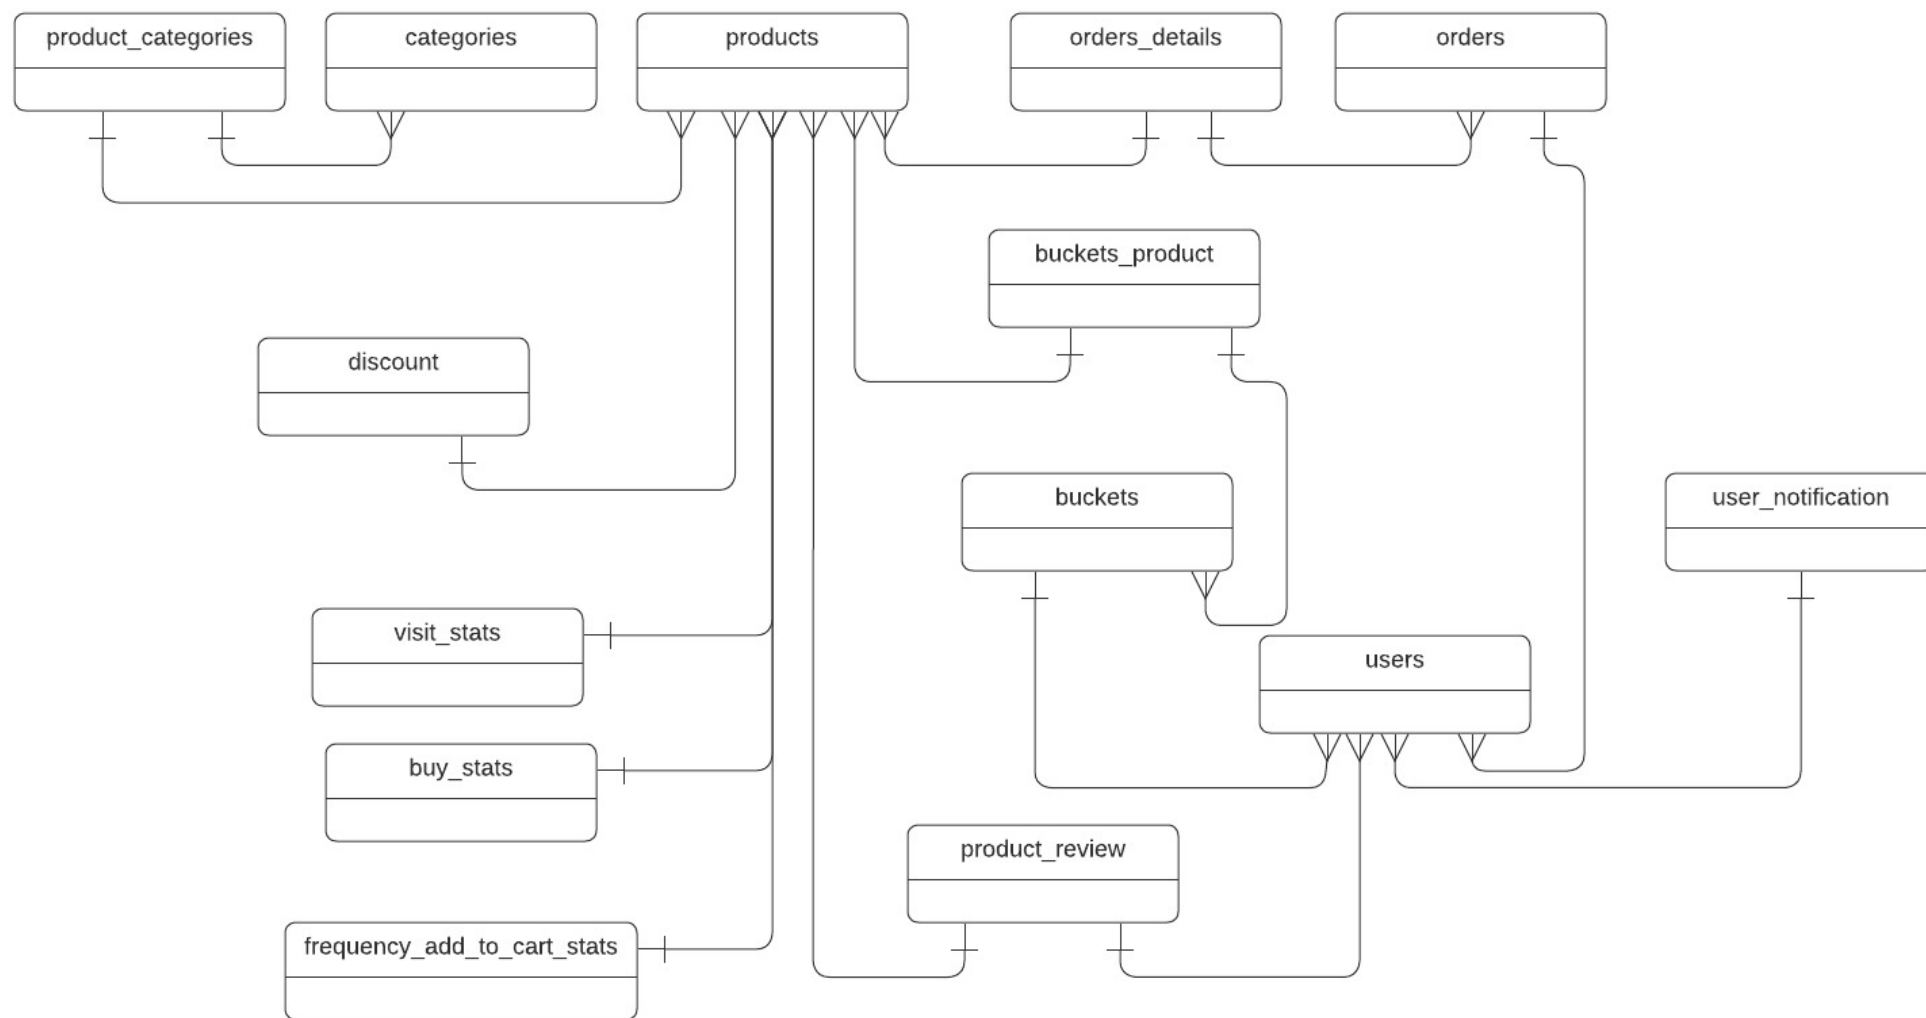 product_categories
categories
products
orders_details
orders
buckets_product
discount
buckets
user_notification
visit_stats
users
buy_stats
product_review
frequency_add_to_cart_stats